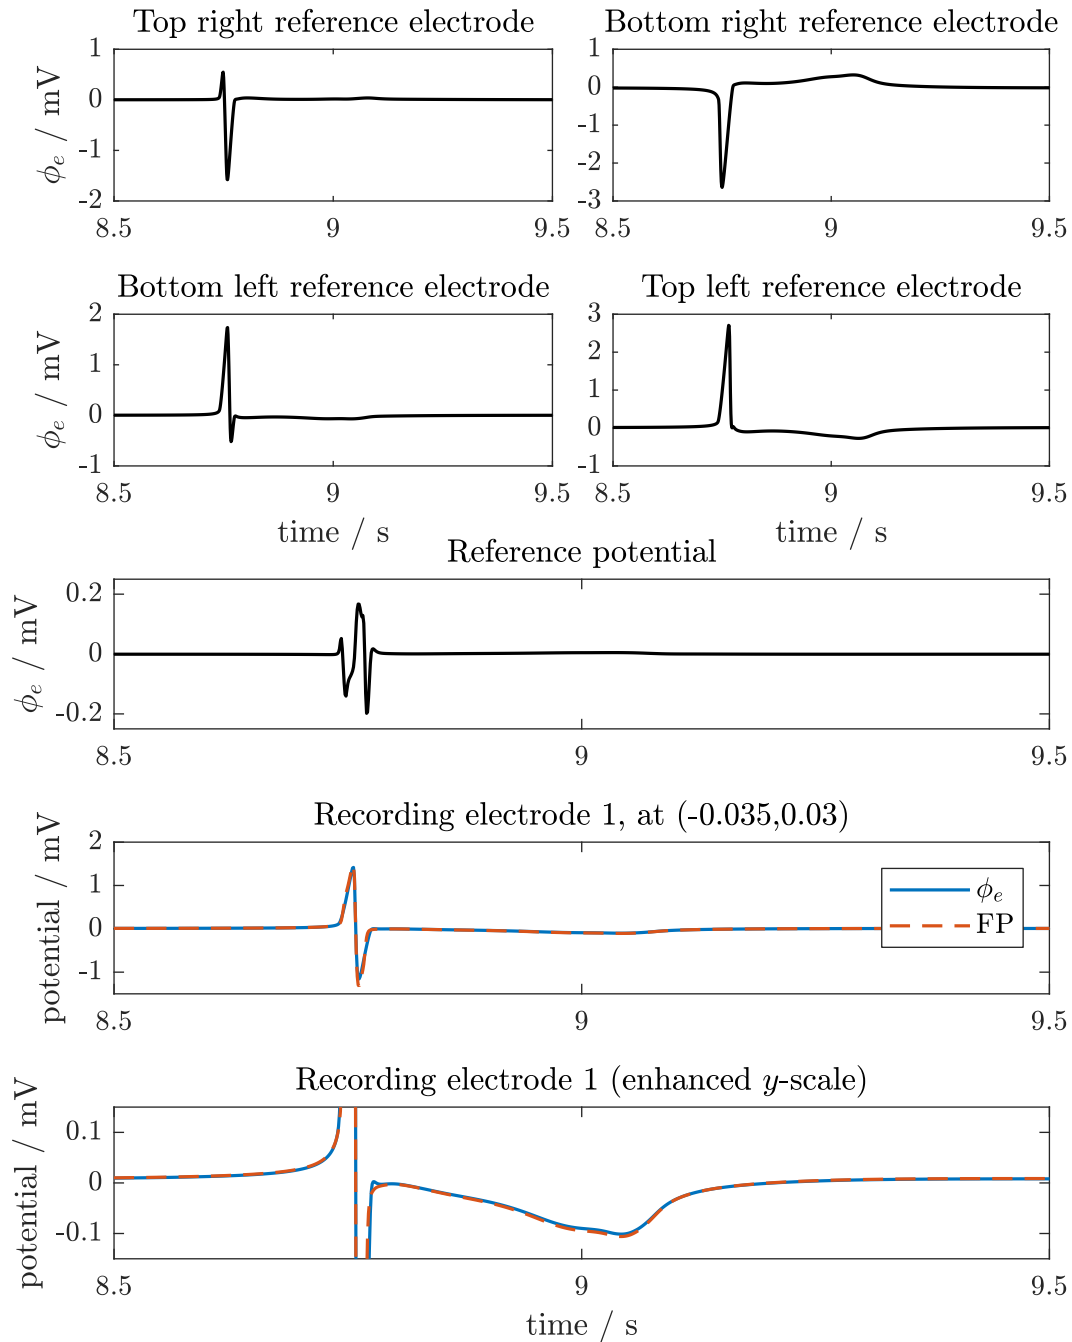 Top right reference electrode
Bottom right reference electrode
ϕe / mV
1
0
-1
-2
8.5
9
9.5
1
0
-1
-2
-3
8.5
9
9.5
Bottom left reference electrode
Top left reference electrode
ϕe / mV
2
1
0
-1
8.5
9
9.5
time / s
3
2
1
0
-1
8.5
9
9.5
time / s
Reference potential
ϕe / mV
0.2
0
-0.2
8.5
9
9.5
Recording electrode 1, at (-0.035,0.03)
potential / mV
2
1
0
-1
8.5
9
9.5
ϕe
FP
Recording electrode 1 (enhanced y-scale)
potential / mV
0.1
0
-0.1
8.5
9
9.5
time / s